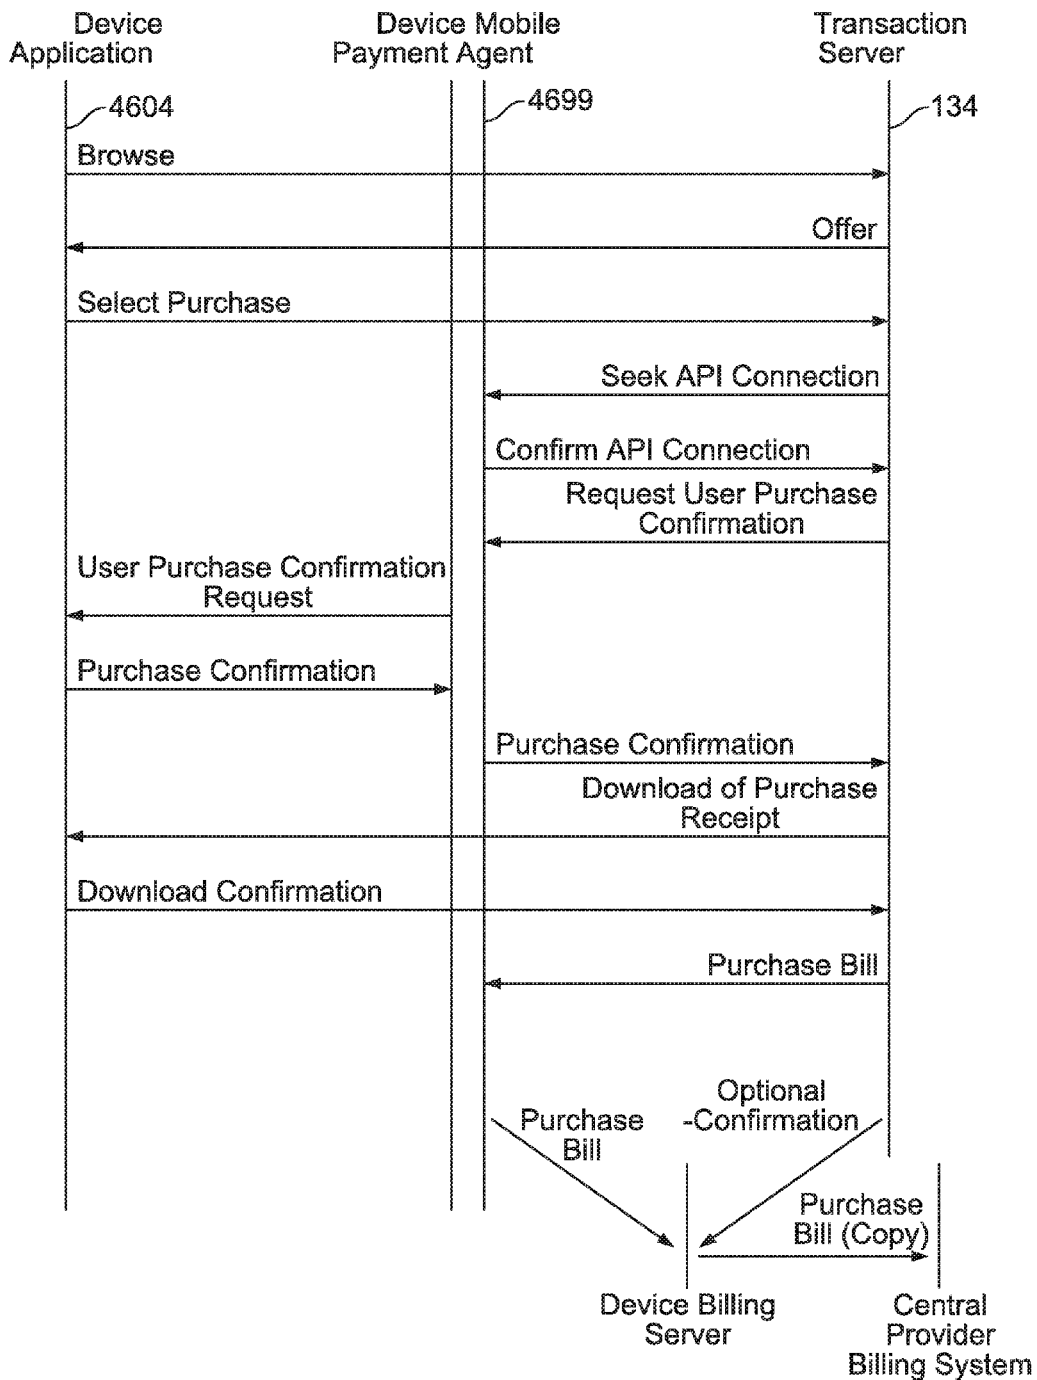 Device
Application
Device Mobile
Payment Agent
Transaction
Server
4604
4699
134
Browse
Offer
Select Purchase
Seek API Connection
Confirm API Connection
Request User Purchase
Confirmation
User Purchase Confirmation
Request
Purchase Confirmation
Purchase Confirmation
Download of Purchase
Receipt
Download Confirmation
Purchase Bill
Purchase
Bill
Optional
-Confirmation
Purchase
Bill (Copy)
Device Billing
Server
Central
Provider
Billing System